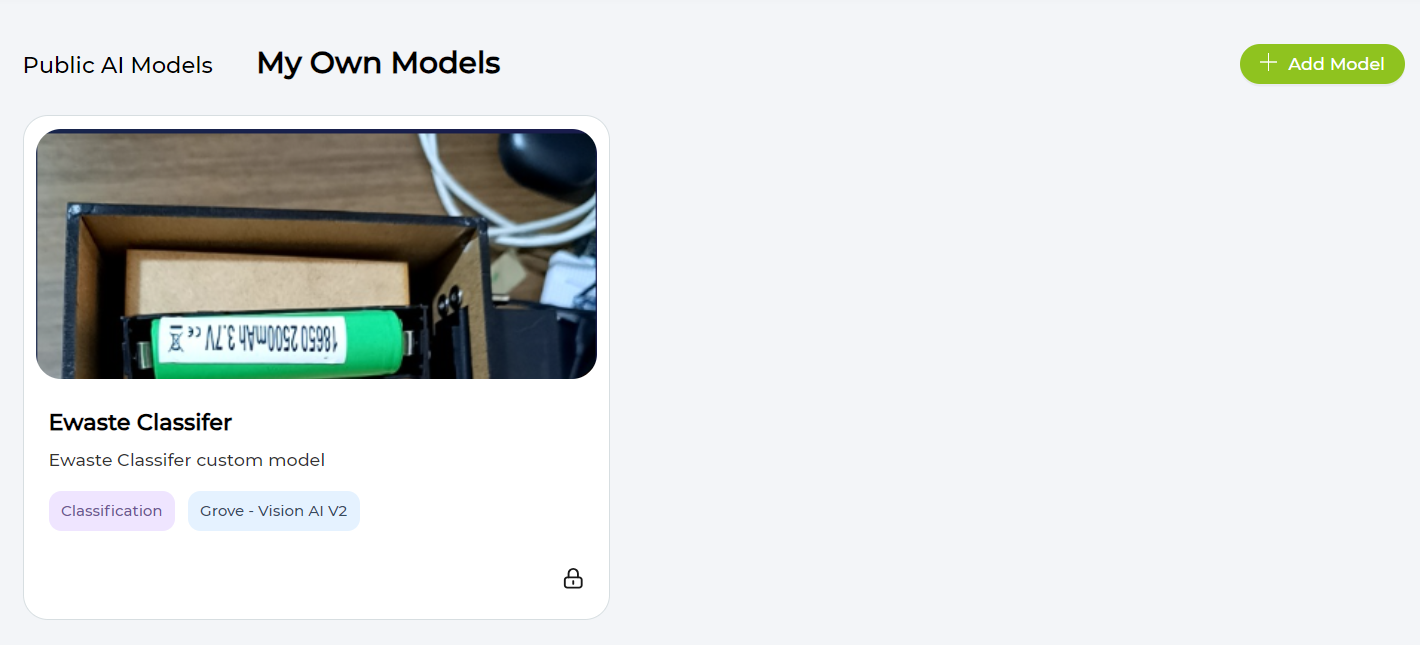 Public AI Models
My Own Models
+ Add Model
18650 2500mAh 3.7V CE
Ewaste Classifer
Ewaste Classifer custom model
Classification
Grove - Vision AI V2